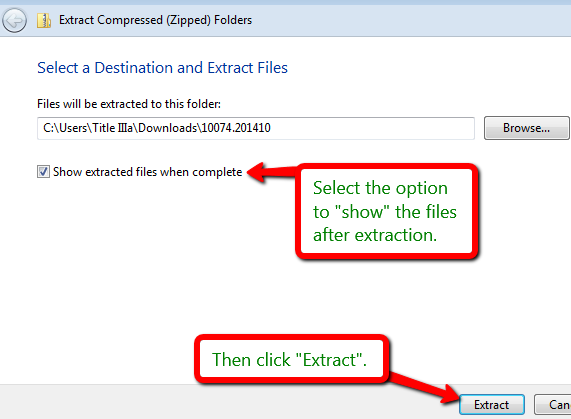 Extract Compressed (Zipped) Folders
Select a Destination and Extract Files
Files will be extracted to this folder:
C:\Users\Title IIIa\Downloads\10074.201410
Browse...
Show extracted files when complete
Select the option
to "show" the files
after extraction.
Then click "Extract".
Extract
Can